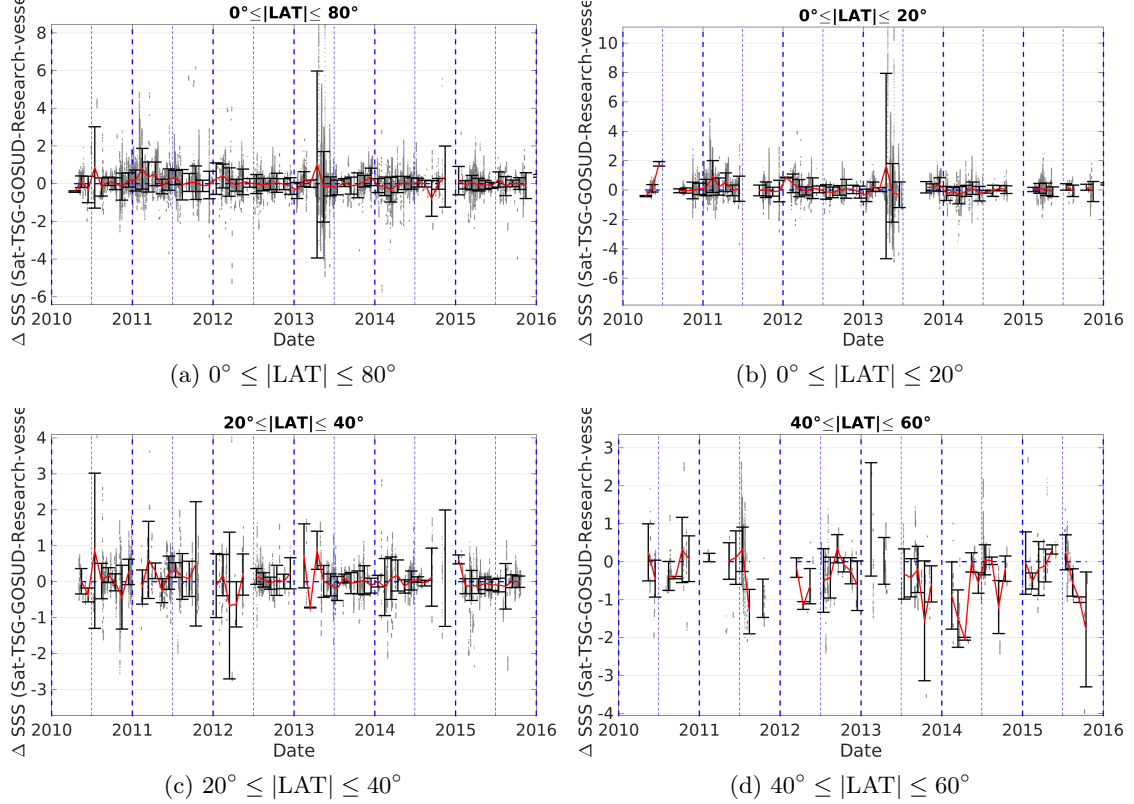 0°≤|LAT|≤ 80°
Δ SSS (Sat-TSG-GOSUD-Research-vesse
8
6
4
2
0
-2
-4
-6
2010 2011 2012 2013 2014 2015 2016
Date
(a) 0° ≤ |LAT| ≤ 80°
0°≤|LAT|≤ 20°
Δ SSS (Sat-TSG-GOSUD-Research-vesse
10
8
6
4
2
0
-2
-4
-6
2010 2011 2012 2013 2014 2015 2016
Date
(b) 0° ≤ |LAT| ≤ 20°
20°≤|LAT|≤ 40°
Δ SSS (Sat-TSG-GOSUD-Research-vesse
4
3
2
1
0
-1
-2
-3
2010 2011 2012 2013 2014 2015 2016
Date
(c) 20° ≤ |LAT| ≤ 40°
40°≤|LAT|≤ 60°
Δ SSS (Sat-TSG-GOSUD-Research-vesse
3
2
1
0
-1
-2
-3
-4
2010 2011 2012 2013 2014 2015 2016
Date
(d) 40° ≤ |LAT| ≤ 60°